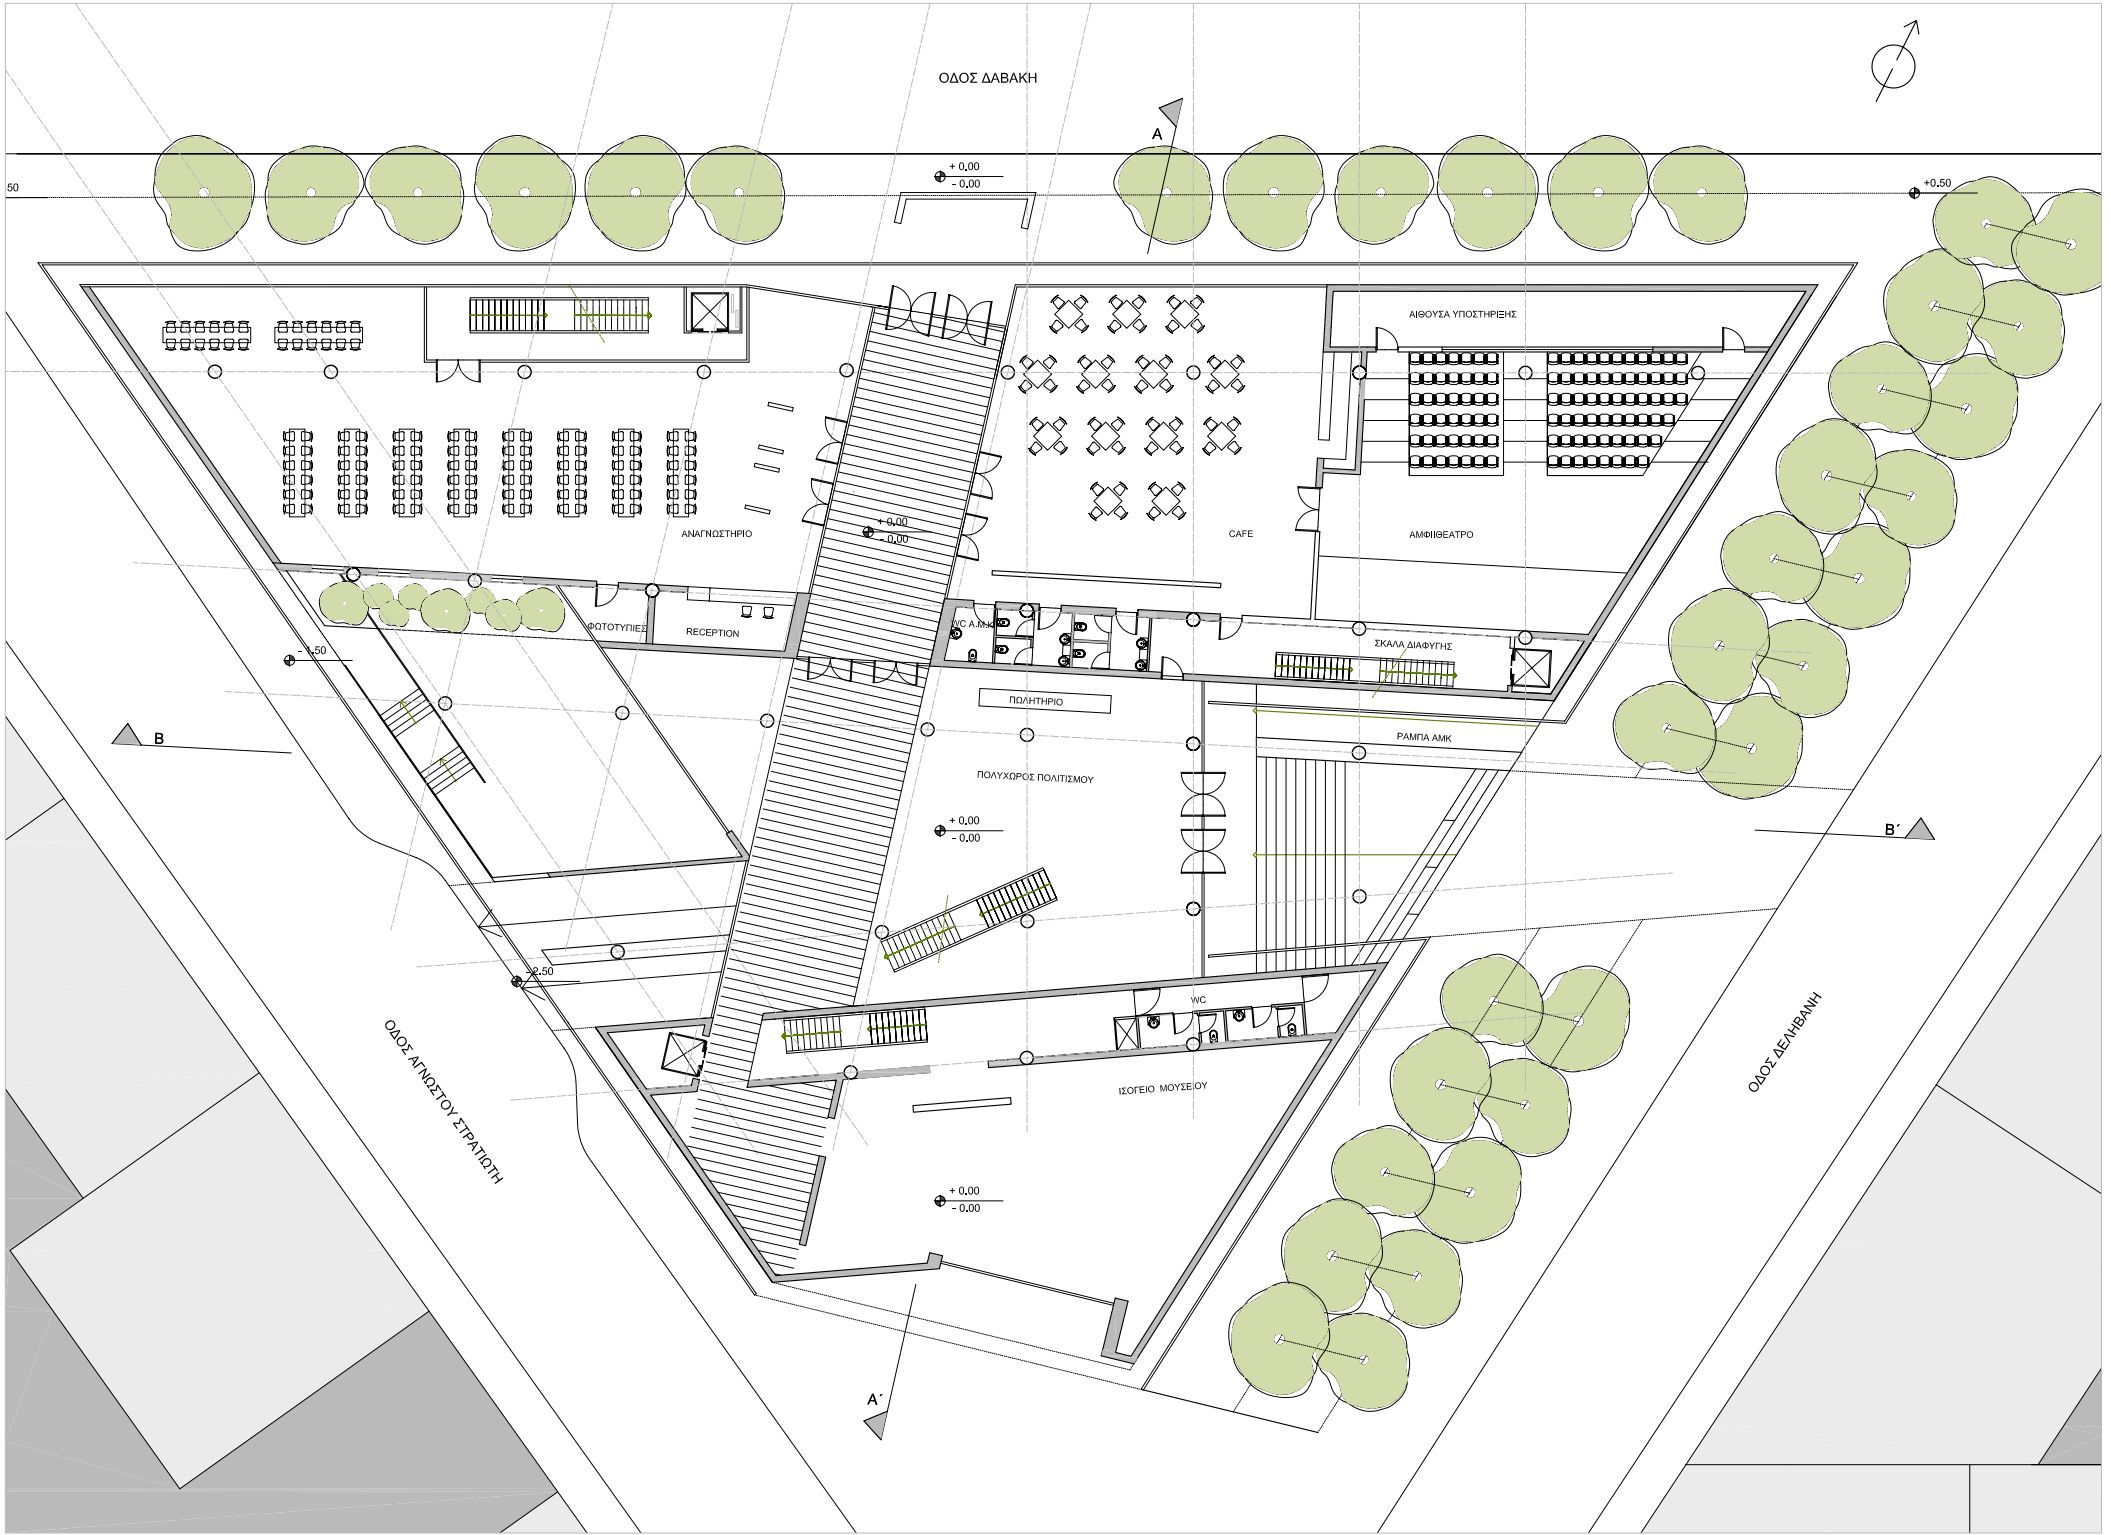 ΟΔΟΣ ΔΑΒΑΚΗ
A
+ 0.00
- 0.00
50
+0.50
ΑΙΘΟΥΣΑ ΥΠΟΣΤΗΡΙΞΗΣ
+ 0.00
- 0.00
ΑΝΑΓΝΩΣΤΗΡΙΟ
CAFE
ΑΜΦΙΙΘΕΑΤΡΟ
ΦΩΤΟΤΥΠΙΕΣ
RECEPTION
WC Α.Μ.Κ
ΣΚΑΛΑ ΔΙΑΦΥΓΗΣ
- 1.50
ΠΩΛΗΤΗΡΙΟ
B
ΡΑΜΠΑ ΑΜΚ
ΠΟΛΥΧΩΡΟΣ ΠΟΛΙΤΙΣΜΟΥ
+ 0.00
- 0.00
B΄
- 2.50
WC
ΟΔΟΣ ΑΓΝΩΣΤΟΥ ΣΤΡΑΤΙΩΤΗ
ΟΔΟΣ ΔΕΛΗΒΑΝΗ
ΙΣΟΓΕΙΟ ΜΟΥΣΕΙΟΥ
+ 0.00
- 0.00
A΄